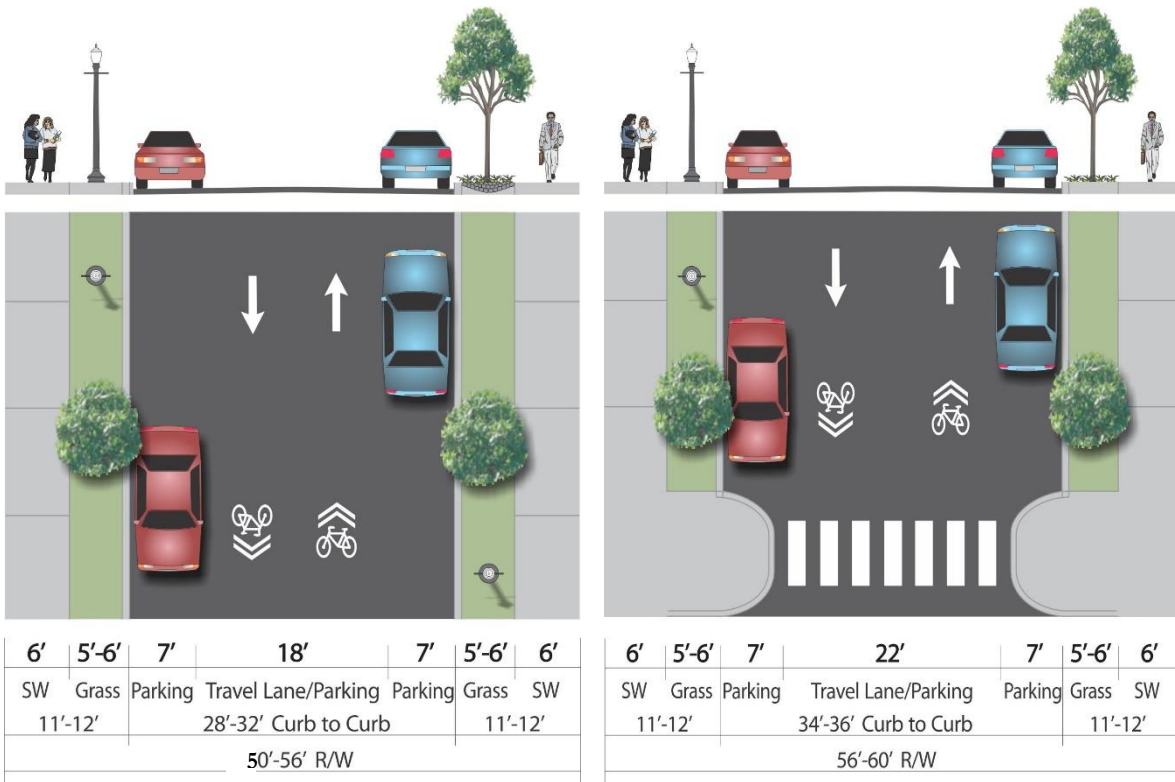 6' 5'-6' 7' 18' 7' 5'-6' 6'
SW Grass Parking Travel Lane/Parking Parking Grass SW
11'-12' 28'-32' Curb to Curb 11'-12'
50'-56' R/W
6' 5'-6' 7' 22' 7' 5'-6' 6'
SW Grass Parking Travel Lane/Parking Parking Grass SW
11'-12' 34'-36' Curb to Curb 11'-12'
56'-60' R/W